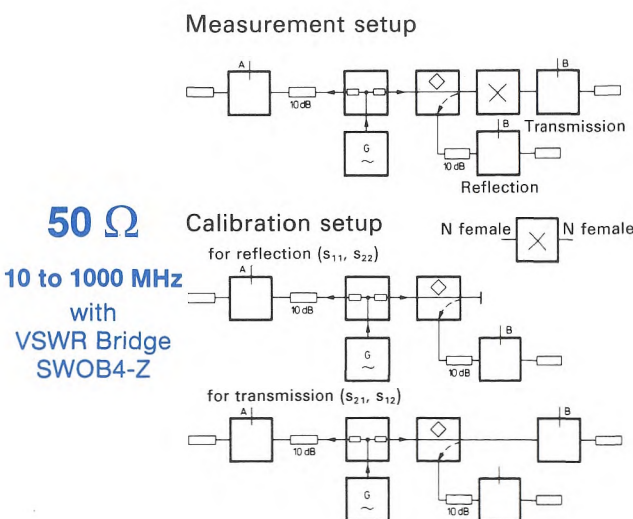 Measurement setup
A
B
10 dB
G
~
B
Transmission
10 dB
Reflection
50 Ω
10 to 1000 MHz
with
VSWR Bridge
SWOB4-Z
Calibration setup
N female
N female
for reflection (s₁₁, s₂₂)
A
10 dB
G
~
B
10 dB
for transmission (s₂₁, s₁₂)
A
B
10 dB
G
~
10 dB